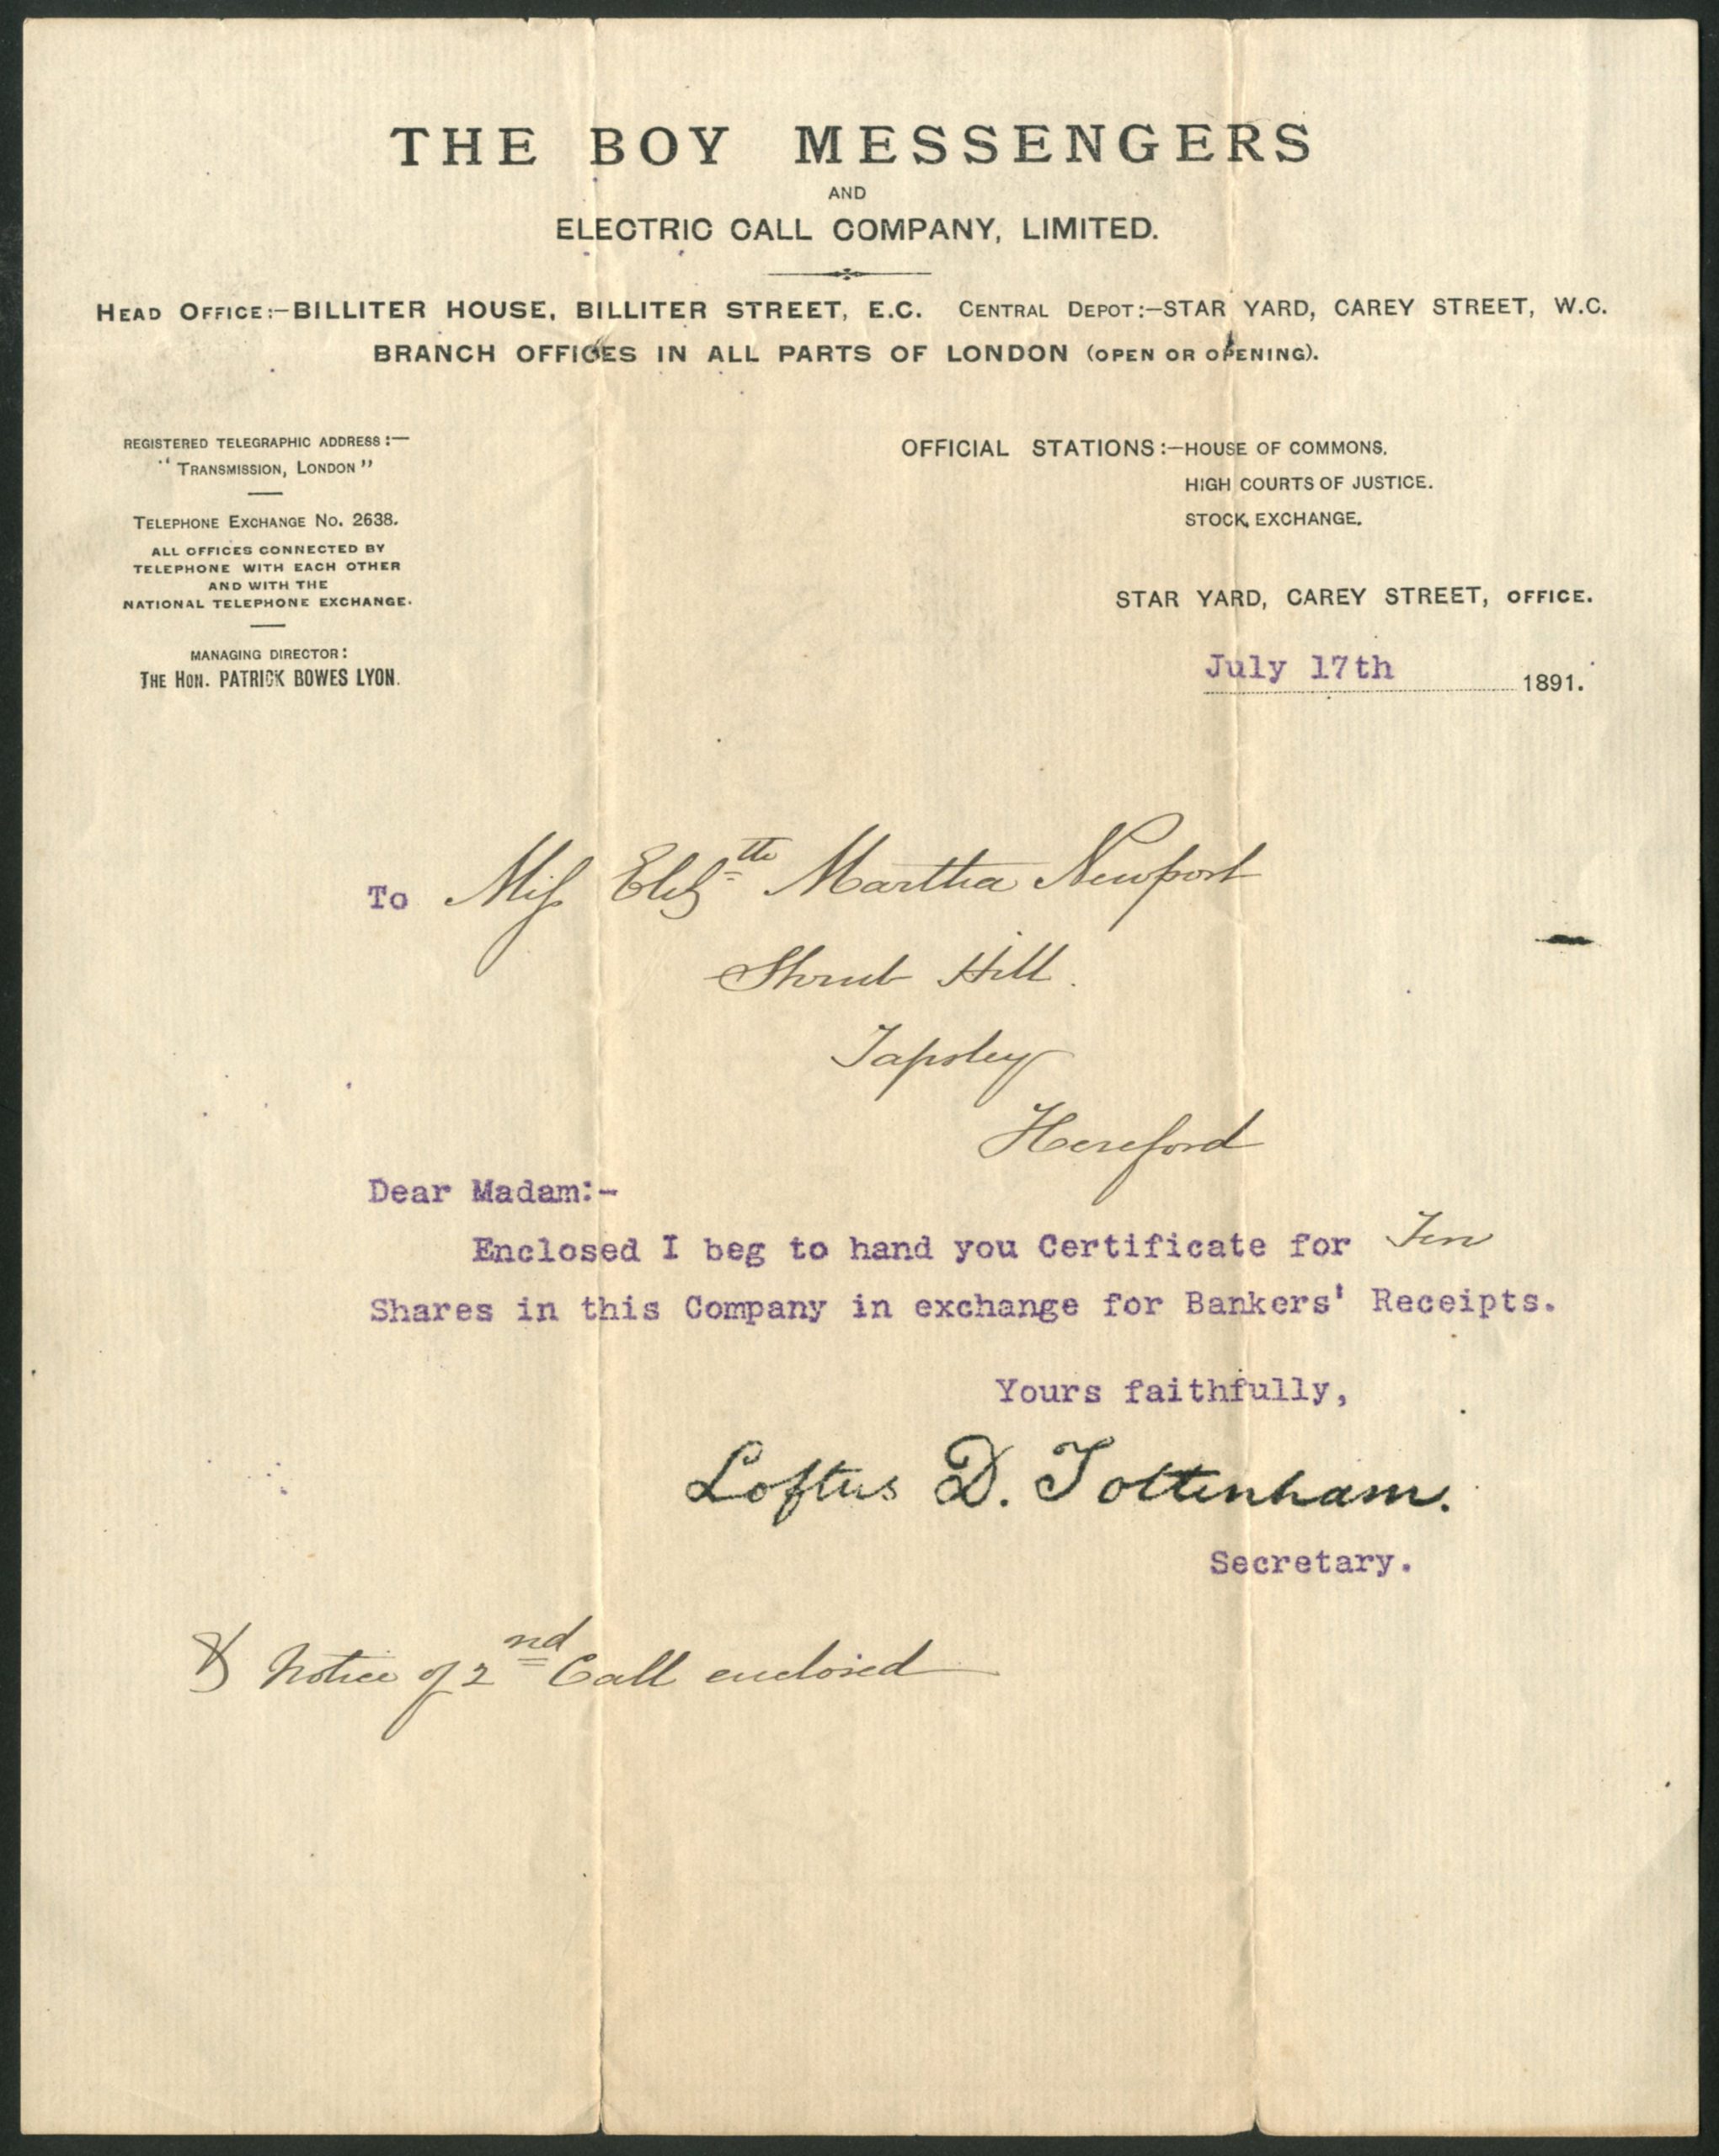 THE BOY MESSENGERS
AND
ELECTRIC CALL COMPANY, LIMITED.
HEAD OFFICE:—BILLITER HOUSE, BILLITER STREET, E.C. CENTRAL DEPOT:—STAR YARD, CAREY STREET, W.C.
BRANCH OFFICES IN ALL PARTS OF LONDON (OPEN OR OPENING).
REGISTERED TELEGRAPHIC ADDRESS:—
"TRANSMISSION, LONDON"
TELEPHONE EXCHANGE NO. 2638.
ALL OFFICES CONNECTED BY
TELEPHONE WITH EACH OTHER
AND WITH THE
NATIONAL TELEPHONE EXCHANGE.
MANAGING DIRECTOR:
THE HON. PATRICK BOWES LYON.
OFFICIAL STATIONS:—HOUSE OF COMMONS.
HIGH COURTS OF JUSTICE.
STOCK EXCHANGE.
STAR YARD, CAREY STREET, OFFICE.
July 17th 1891.
To Miss Elizth Martha Newport
Shrub Hill.
Tapsley
Hereford
Dear Madam:-
Enclosed I beg to hand you Certificate for Ten
Shares in this Company in exchange for Bankers' Receipts.
Yours faithfully,
Loftus D. Tottenham.
Secretary.
Notice of 2nd Call enclosed